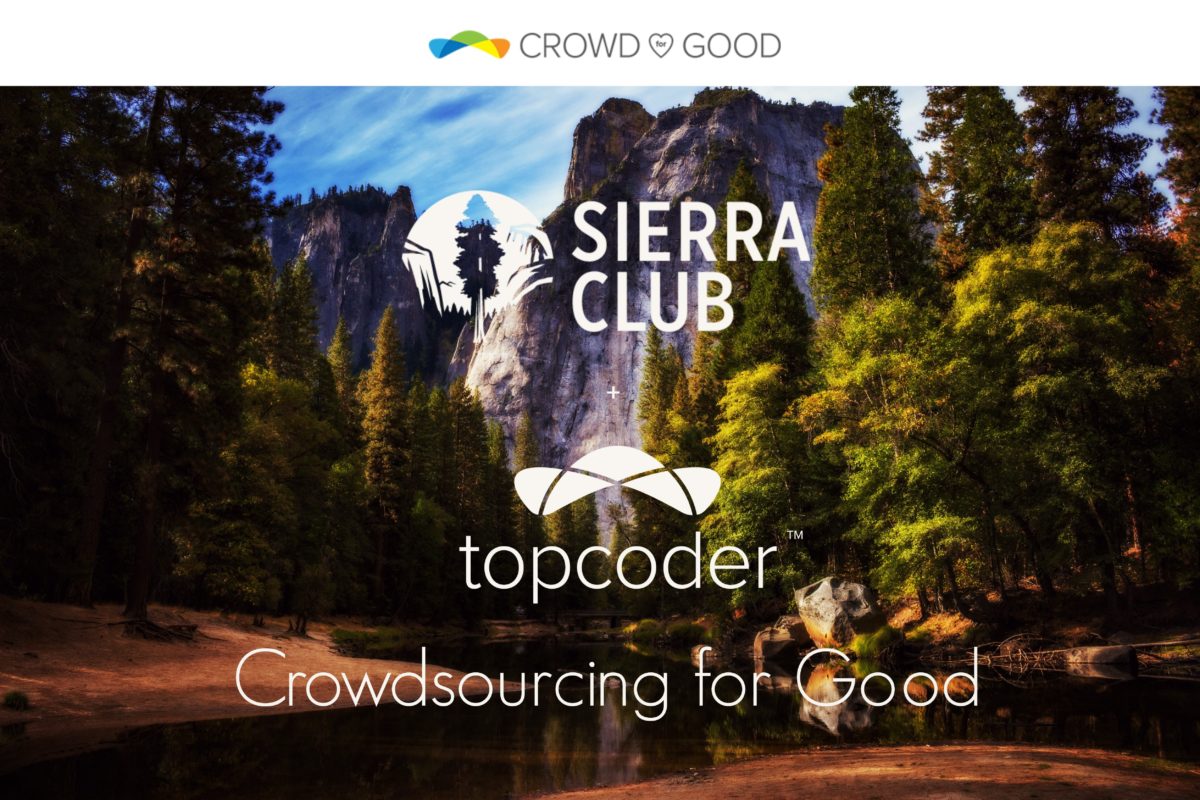 CROWD for GOOD
SIERRA
CLUB
+
topcoder™
Crowdsourcing for Good